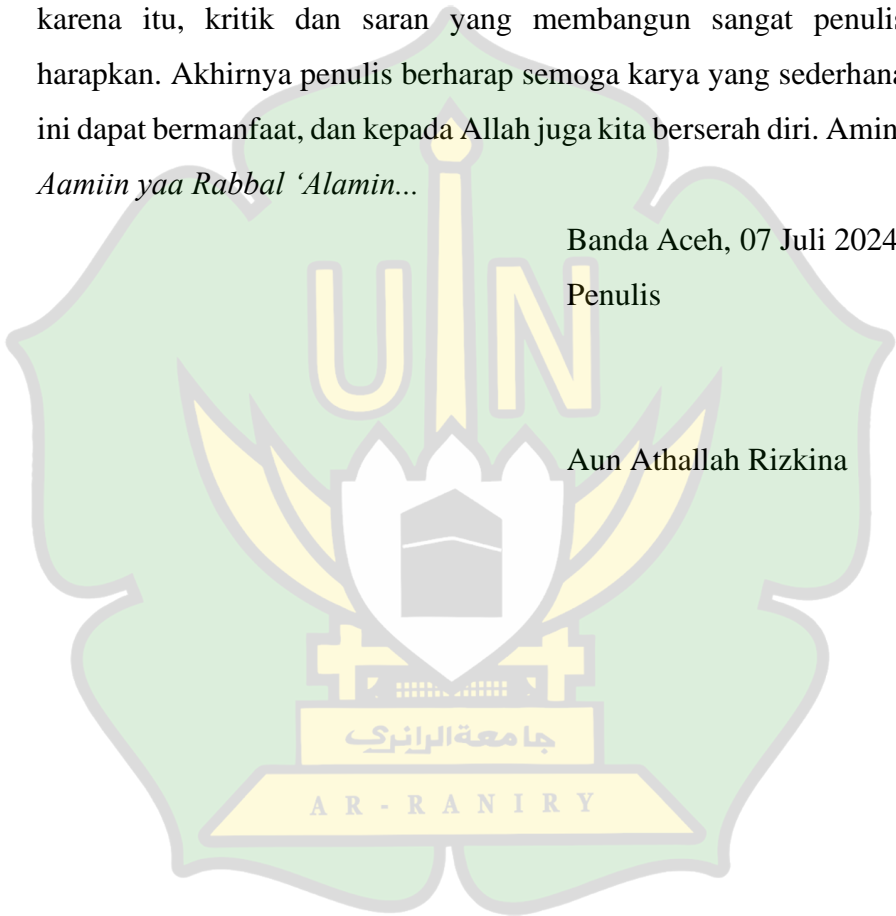 karena itu, kritik dan saran yang membangun sangat penulis
harapkan. Akhirnya penulis berharap semoga karya yang sederhana
ini dapat bermanfaat, dan kepada Allah juga kita berserah diri. Amin
Aamiin yaa Rabbal ‘Alamin...
Banda Aceh, 07 Juli 2024
Penulis
UIN
Aun Athallah Rizkina
جامعةالرانري
AR-RANIRY